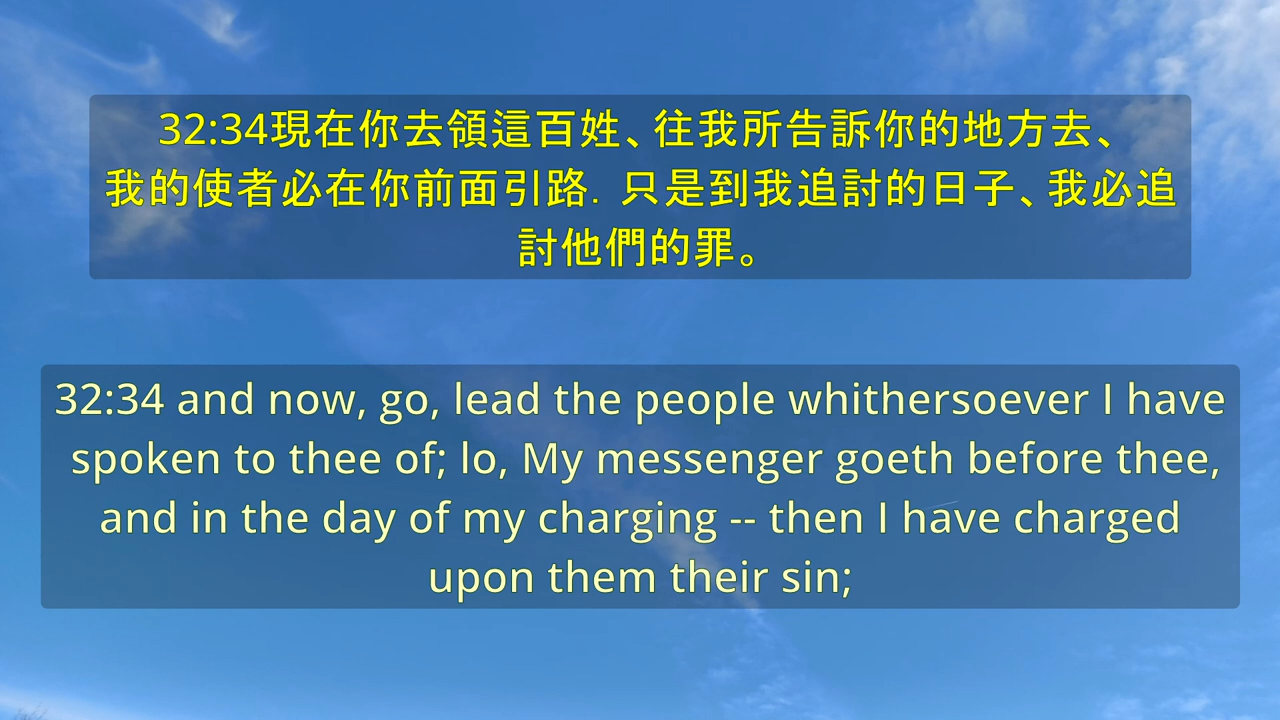 32:34現在你去領這百姓、往我所告訴你的地方去、
我的使者必在你前面引路．只是到我追討的日子、我必追
討他們的罪。
32:34 and now, go, lead the people whithersoever I have
spoken to thee of; lo, My messenger goeth before thee,
and in the day of my charging -- then I have charged
upon them their sin;